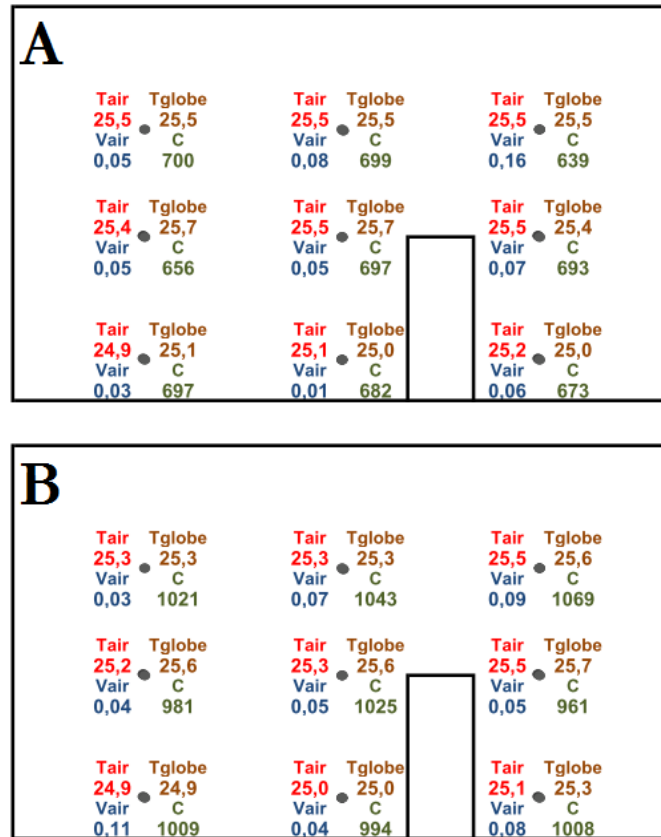 A
Tair Tglobe Tair Tglobe Tair Tglobe
25,5 25,5 25,5 25,5 25,5 25,5
Vair C Vair C Vair C
0,05 700 0,08 699 0,16 639
Tair Tglobe Tair Tglobe Tair Tglobe
25,4 25,7 25,5 25,7 25,5 25,4
Vair C Vair C Vair C
0,05 656 0,05 697 0,07 693
Tair Tglobe Tair Tglobe Tair Tglobe
24,9 25,1 25,1 25,0 25,2 25,0
Vair C Vair C Vair C
0,03 697 0,01 682 0,06 673
B
Tair Tglobe Tair Tglobe Tair Tglobe
25,3 25,3 25,3 25,3 25,5 25,6
Vair C Vair C Vair C
0,03 1021 0,07 1043 0,09 1069
Tair Tglobe Tair Tglobe Tair Tglobe
25,2 25,6 25,3 25,6 25,5 25,7
Vair C Vair C Vair C
0,04 981 0,05 1025 0,05 961
Tair Tglobe Tair Tglobe Tair Tglobe
24,9 24,9 25,0 25,0 25,1 25,3
Vair C Vair C Vair C
0,11 1009 0,04 994 0,08 1008